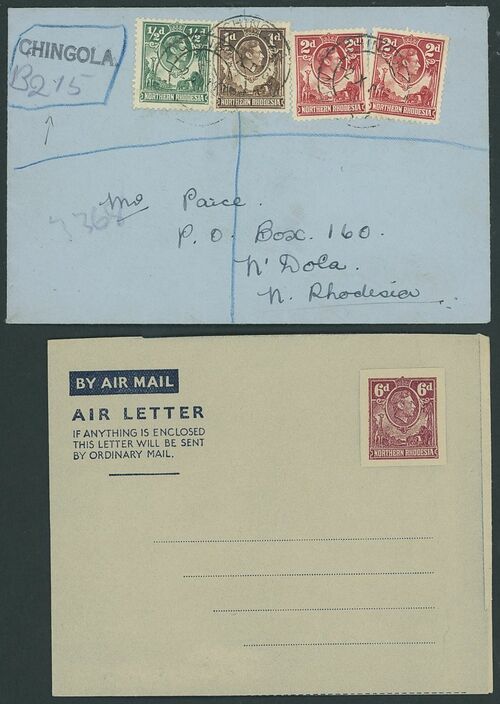 CHINGOLA.
B215
½d ½d
NORTHERN RHODESIA
1d 1d
NORTHERN RHODESIA
2d 2d
NORTHERN RHODESIA
2d 2d
NORTHERN RHODESIA
Paice.
P.O. Box. 160.
N'Dola.
N. Rhodesia
BY AIR MAIL
AIR LETTER
IF ANYTHING IS ENCLOSED
THIS LETTER WILL BE SENT
BY ORDINARY MAIL.
6d 6d
NORTHERN RHODESIA